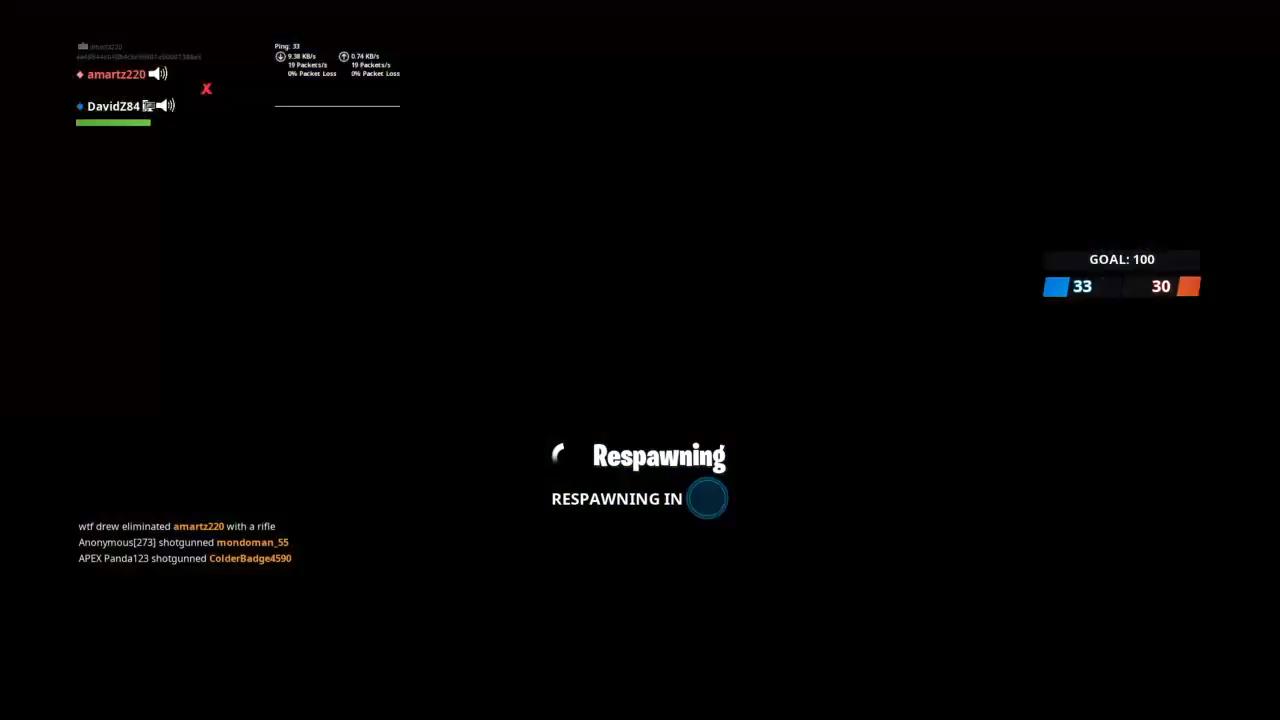 amartz220
amartz220
DavidZ84
X
Ping: 33
9.38 KB/s 0.74 KB/s
19 Packets/s 19 Packets/s
0% Packet Loss 0% Packet Loss
GOAL: 100
33 30
Respawning
RESPAWNING IN
wtf drew eliminated amartz220 with a rifle
Anonymous[273] shotgunned mondoman_55
APEX Panda123 shotgunned ColderBadge4590